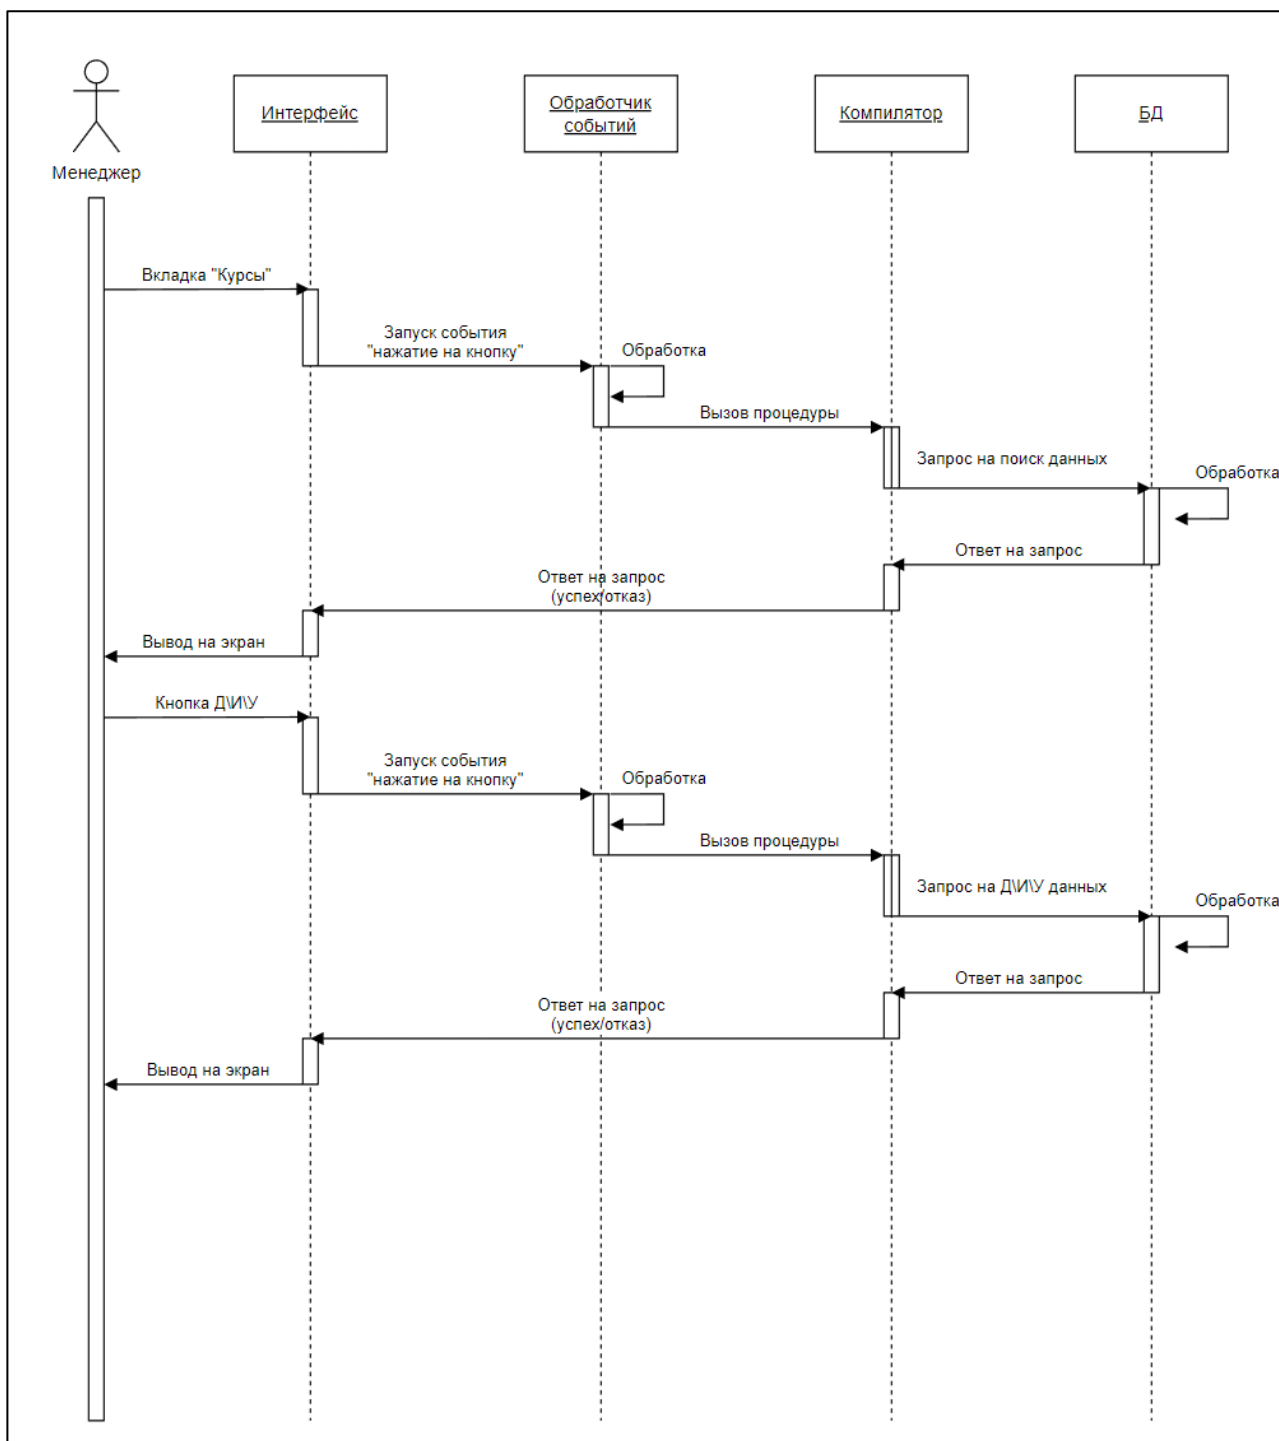 Интерфейс
Обработчик
событий
Компилятор
БД
Менеджер
Вкладка "Курсы"
Запуск события
"нажатие на кнопку"
Обработка
Вызов процедуры
Запрос на поиск данных
Обработка
Ответ на запрос
Ответ на запрос
(успех/отказ)
Вывод на экран
Кнопка Д\И\У
Запуск события
"нажатие на кнопку"
Обработка
Вызов процедуры
Запрос на Д\И\У данных
Обработка
Ответ на запрос
Ответ на запрос
(успех/отказ)
Вывод на экран